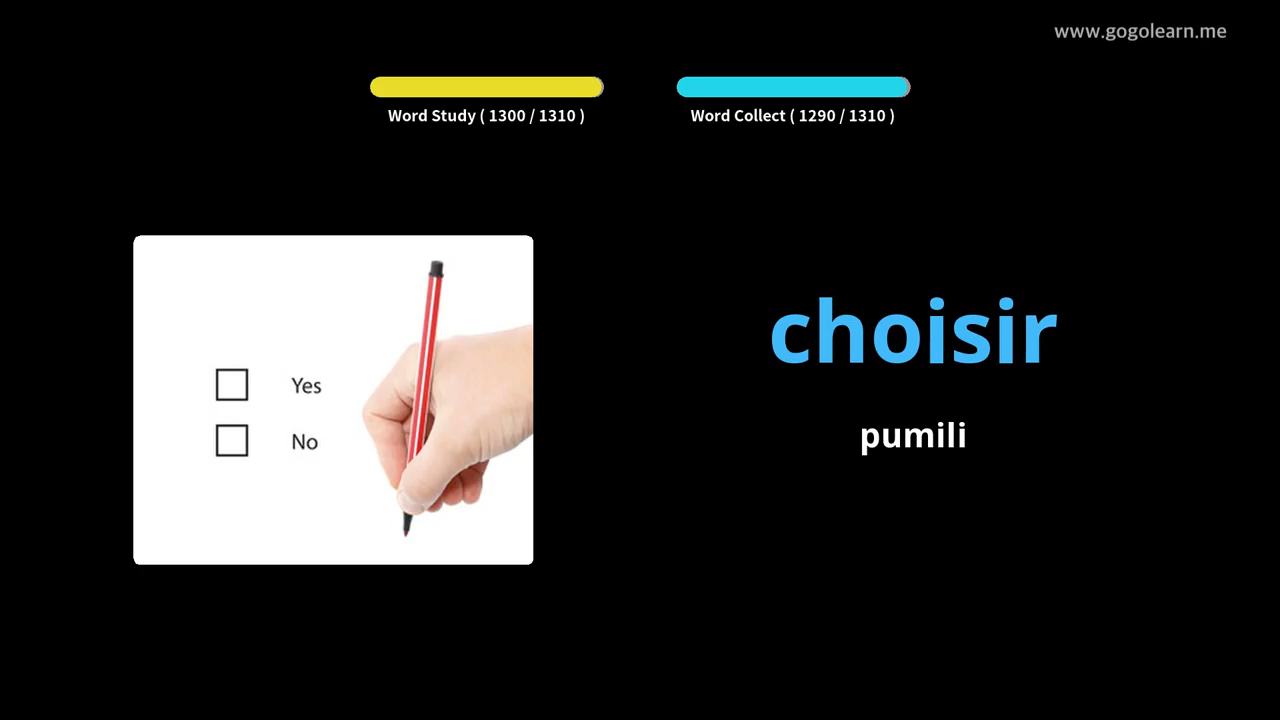 www.gogolearn.me
Word Study ( 1300 / 1310 )
Word Collect ( 1290 / 1310 )
Yes
No
choisir
pumili